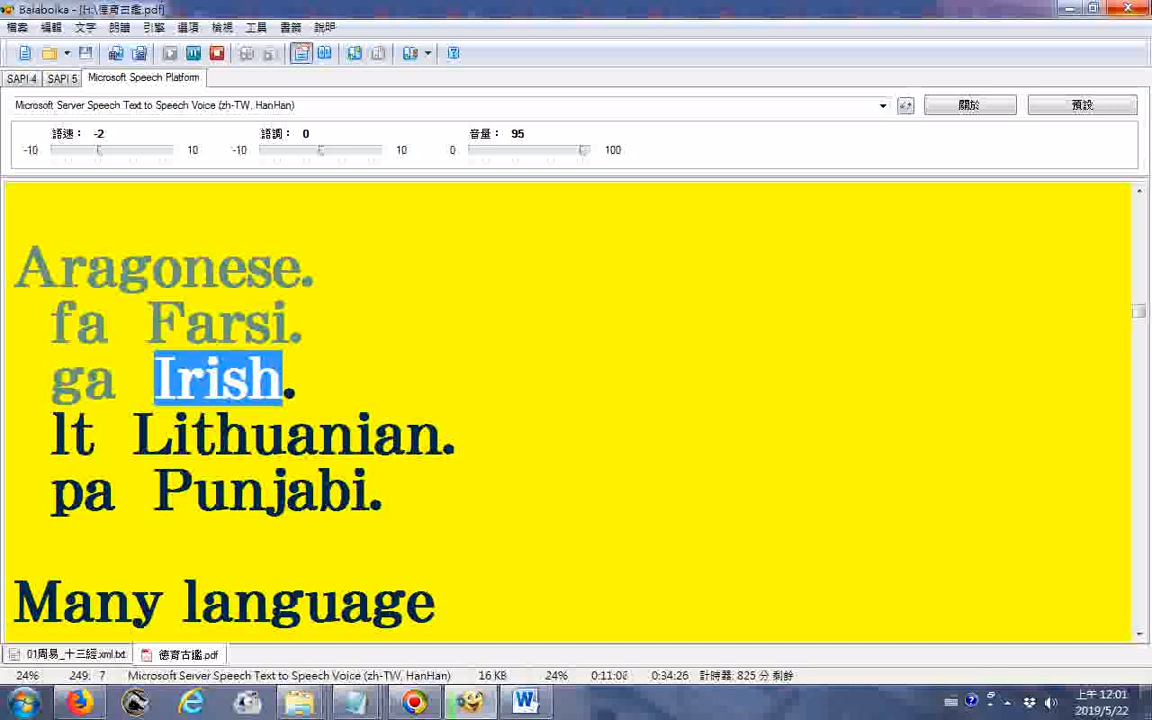 Balabolka - [H:\德育古鑑.pdf]
檔案 編輯 文字 朗讀 引擎 選項 檢視 工具 書籤 說明
SAPI 4 SAPI 5 Microsoft Speech Platform
Microsoft Server Speech Text to Speech Voice (zh-TW, HanHan) 關於 預設
語速： -2 語調： 0 音量： 95
-10 10 -10 10 0 100
Aragonese.
fa Farsi.
ga Irish.
lt Lithuanian.
pa Punjabi.
Many language
01周易_十三經.xml.txt 德育古鑑.pdf
24% 249: 7 Microsoft Server Speech Text to Speech Voice (zh-TW, HanHan) 16 KB 24% 0:11:08 0:34:26 計時器: 825 分 剩餘
上午 12:01
2019/5/22